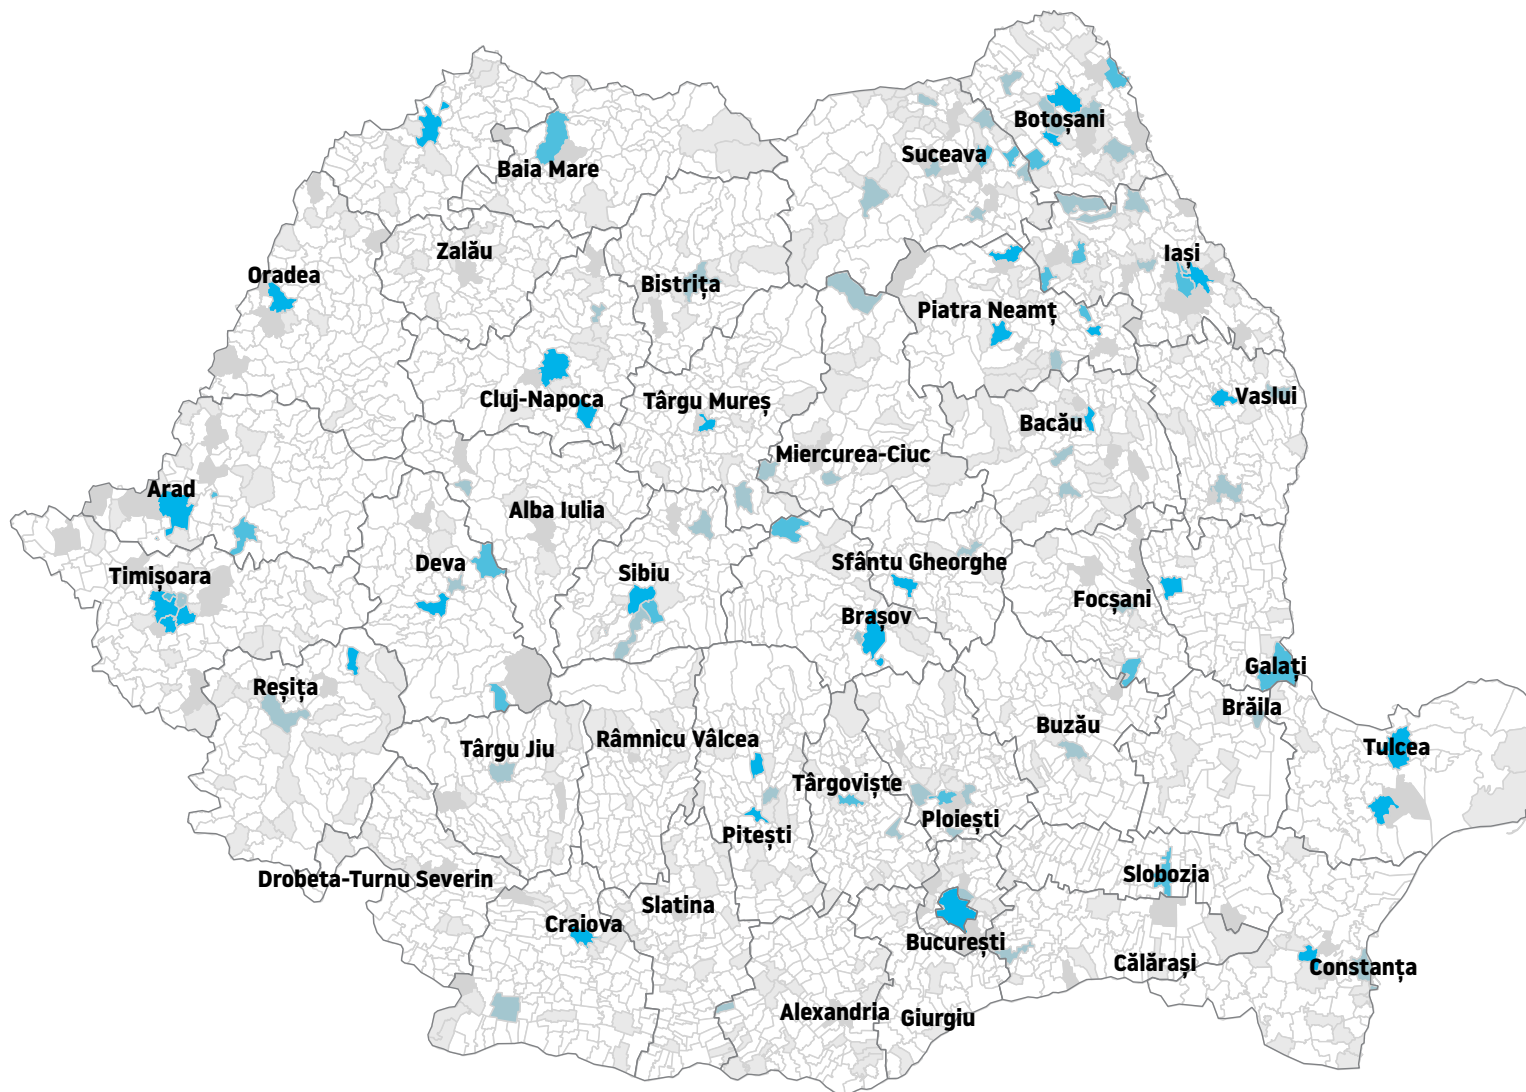 Botoșani
Suceava
Baia Mare
Zalău
Iași
Oradea
Bistrița
Piatra Neamț
Cluj-Napoca
Târgu Mureș
Vaslui
Bacău
Miercurea-Ciuc
Arad
Alba Iulia
Deva
Sfântu Gheorghe
Timișoara
Sibiu
Focșani
Brașov
Galați
Reșița
Brăila
Buzău
Râmnicu Vâlcea
Târgu Jiu
Tulcea
Târgoviște
Ploiești
Pitești
Slobozia
Drobeta-Turnu Severin
Slatina
Craiova
București
Călărași
Constanța
Alexandria
Giurgiu